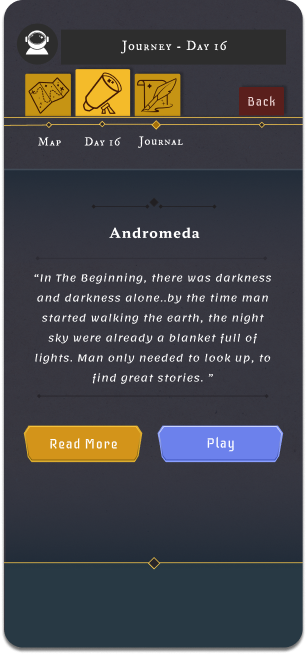 Journey - Day 16
Back
Map Day 16 Journal
Andromeda
“In The Beginning, there was darkness
and darkness alone..by the time man
started walking the earth, the night
sky were already a blanket full of
lights. Man only needed to look up, to
find great stories. ”
Read More Play